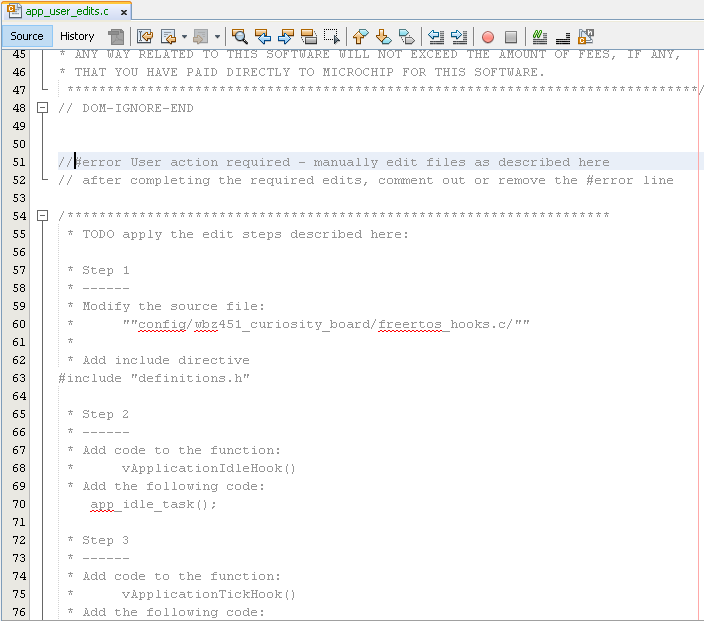 app_user_edits.c x
Source History
45 * ANY WAY RELATED TO THIS SOFTWARE WILL NOT EXCEED THE AMOUNT OF FEES, IF ANY,
46 * THAT YOU HAVE PAID DIRECTLY TO MICROCHIP FOR THIS SOFTWARE.
47 *******************************************************************************/
48 // DOM-IGNORE-END
49
50
51 //#error User action required - manually edit files as described here
52 // after completing the required edits, comment out or remove the #error line
53
54 /********************************************************************
55 * TODO apply the edit steps described here:
56
57 * Step 1
58 * ------
59 * Modify the source file:
60 *      ""config/wbz451_curiosity_board/freertos_hooks.c/""
61 *
62 * Add include directive
63 #include "definitions.h"
64
65 * Step 2
66 * ------
67 * Add code to the function:
68 *      vApplicationIdleHook()
69 * Add the following code:
70    app_idle_task();
71
72 * Step 3
73 * ------
74 * Add code to the function:
75 *      vApplicationTickHook()
76 * Add the following code: